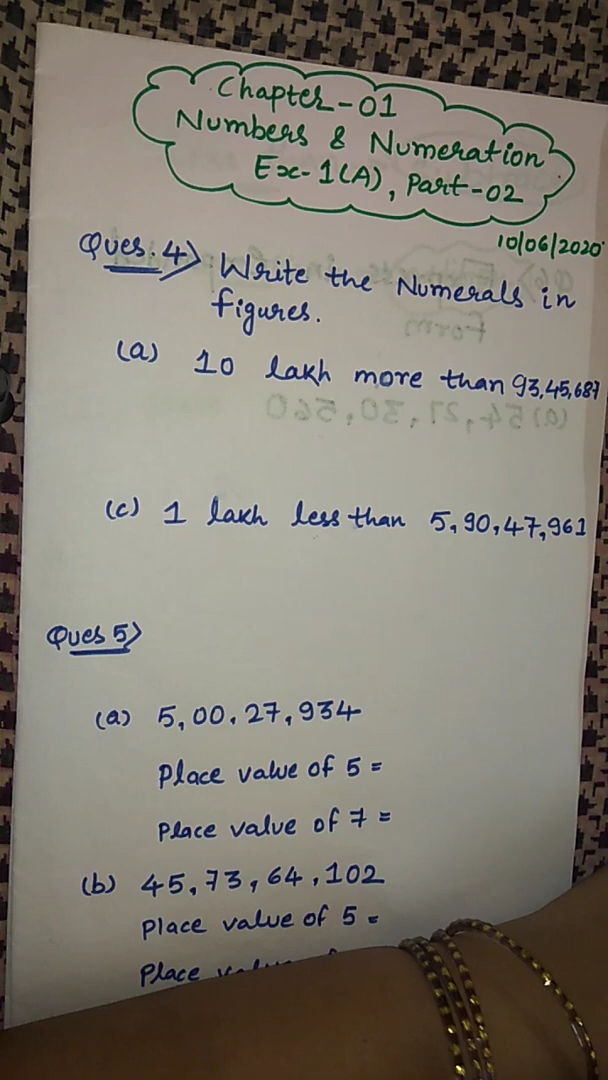 Chapter-01
Numbers & Numeration
Ex-1(A), Part-02
10/06/2020
Ques.4) Write the Numerals in
figures.
(a) 10 lakh more than 93,45,687
(c) 1 lakh less than 5,90,47,961
Ques 5)
(a) 5,00,27,934
Place value of 5 =
Place value of 7 =
(b) 45,73,64,102
Place value of 5 =
Place